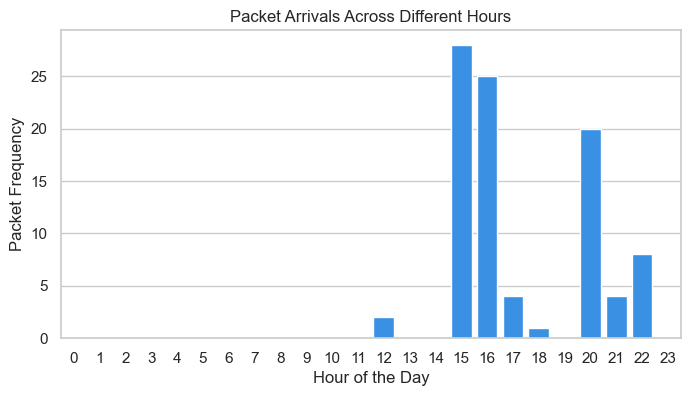 Packet Arrivals Across Different Hours
Packet Frequency
25
20
15
10
5
0
0 1 2 3 4 5 6 7 8 9 10 11 12 13 14 15 16 17 18 19 20 21 22 23
Hour of the Day